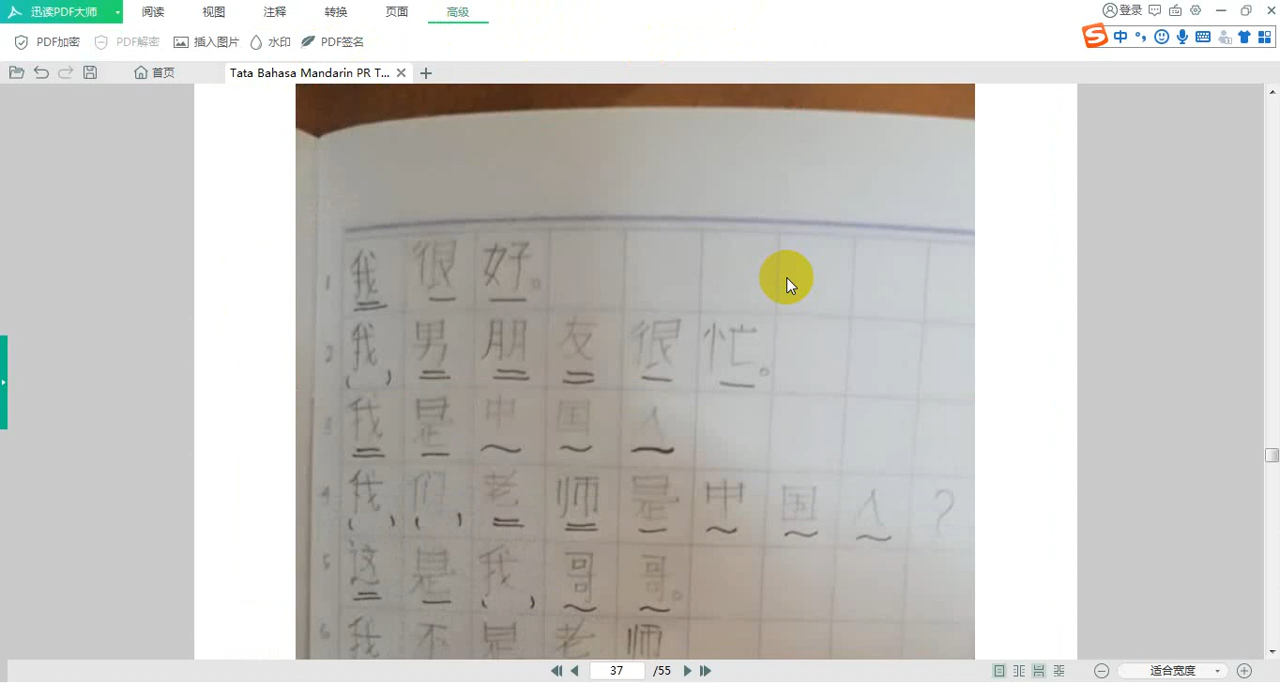 迅读PDF大师 阅读 视图 注释 转换 页面 高级 登录
PDF加密 PDF解密 插入图片 水印 PDF签名 中
首页 Tata Bahasa Mandarin PR T...
1 我很好。
2 我男朋友很忙。
3 我是中国人
4 我们老师是中国人?
5 这是我哥哥。
6 我不是老师
37 /55 适合宽度